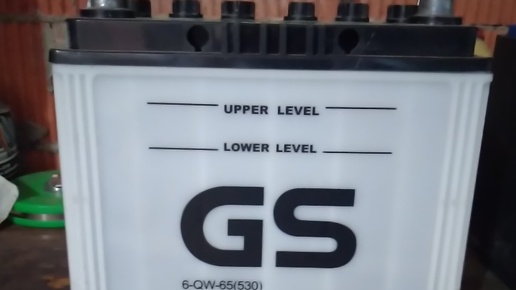 UPPER LEVEL
LOWER LEVEL
GS
6-QW-65(530)